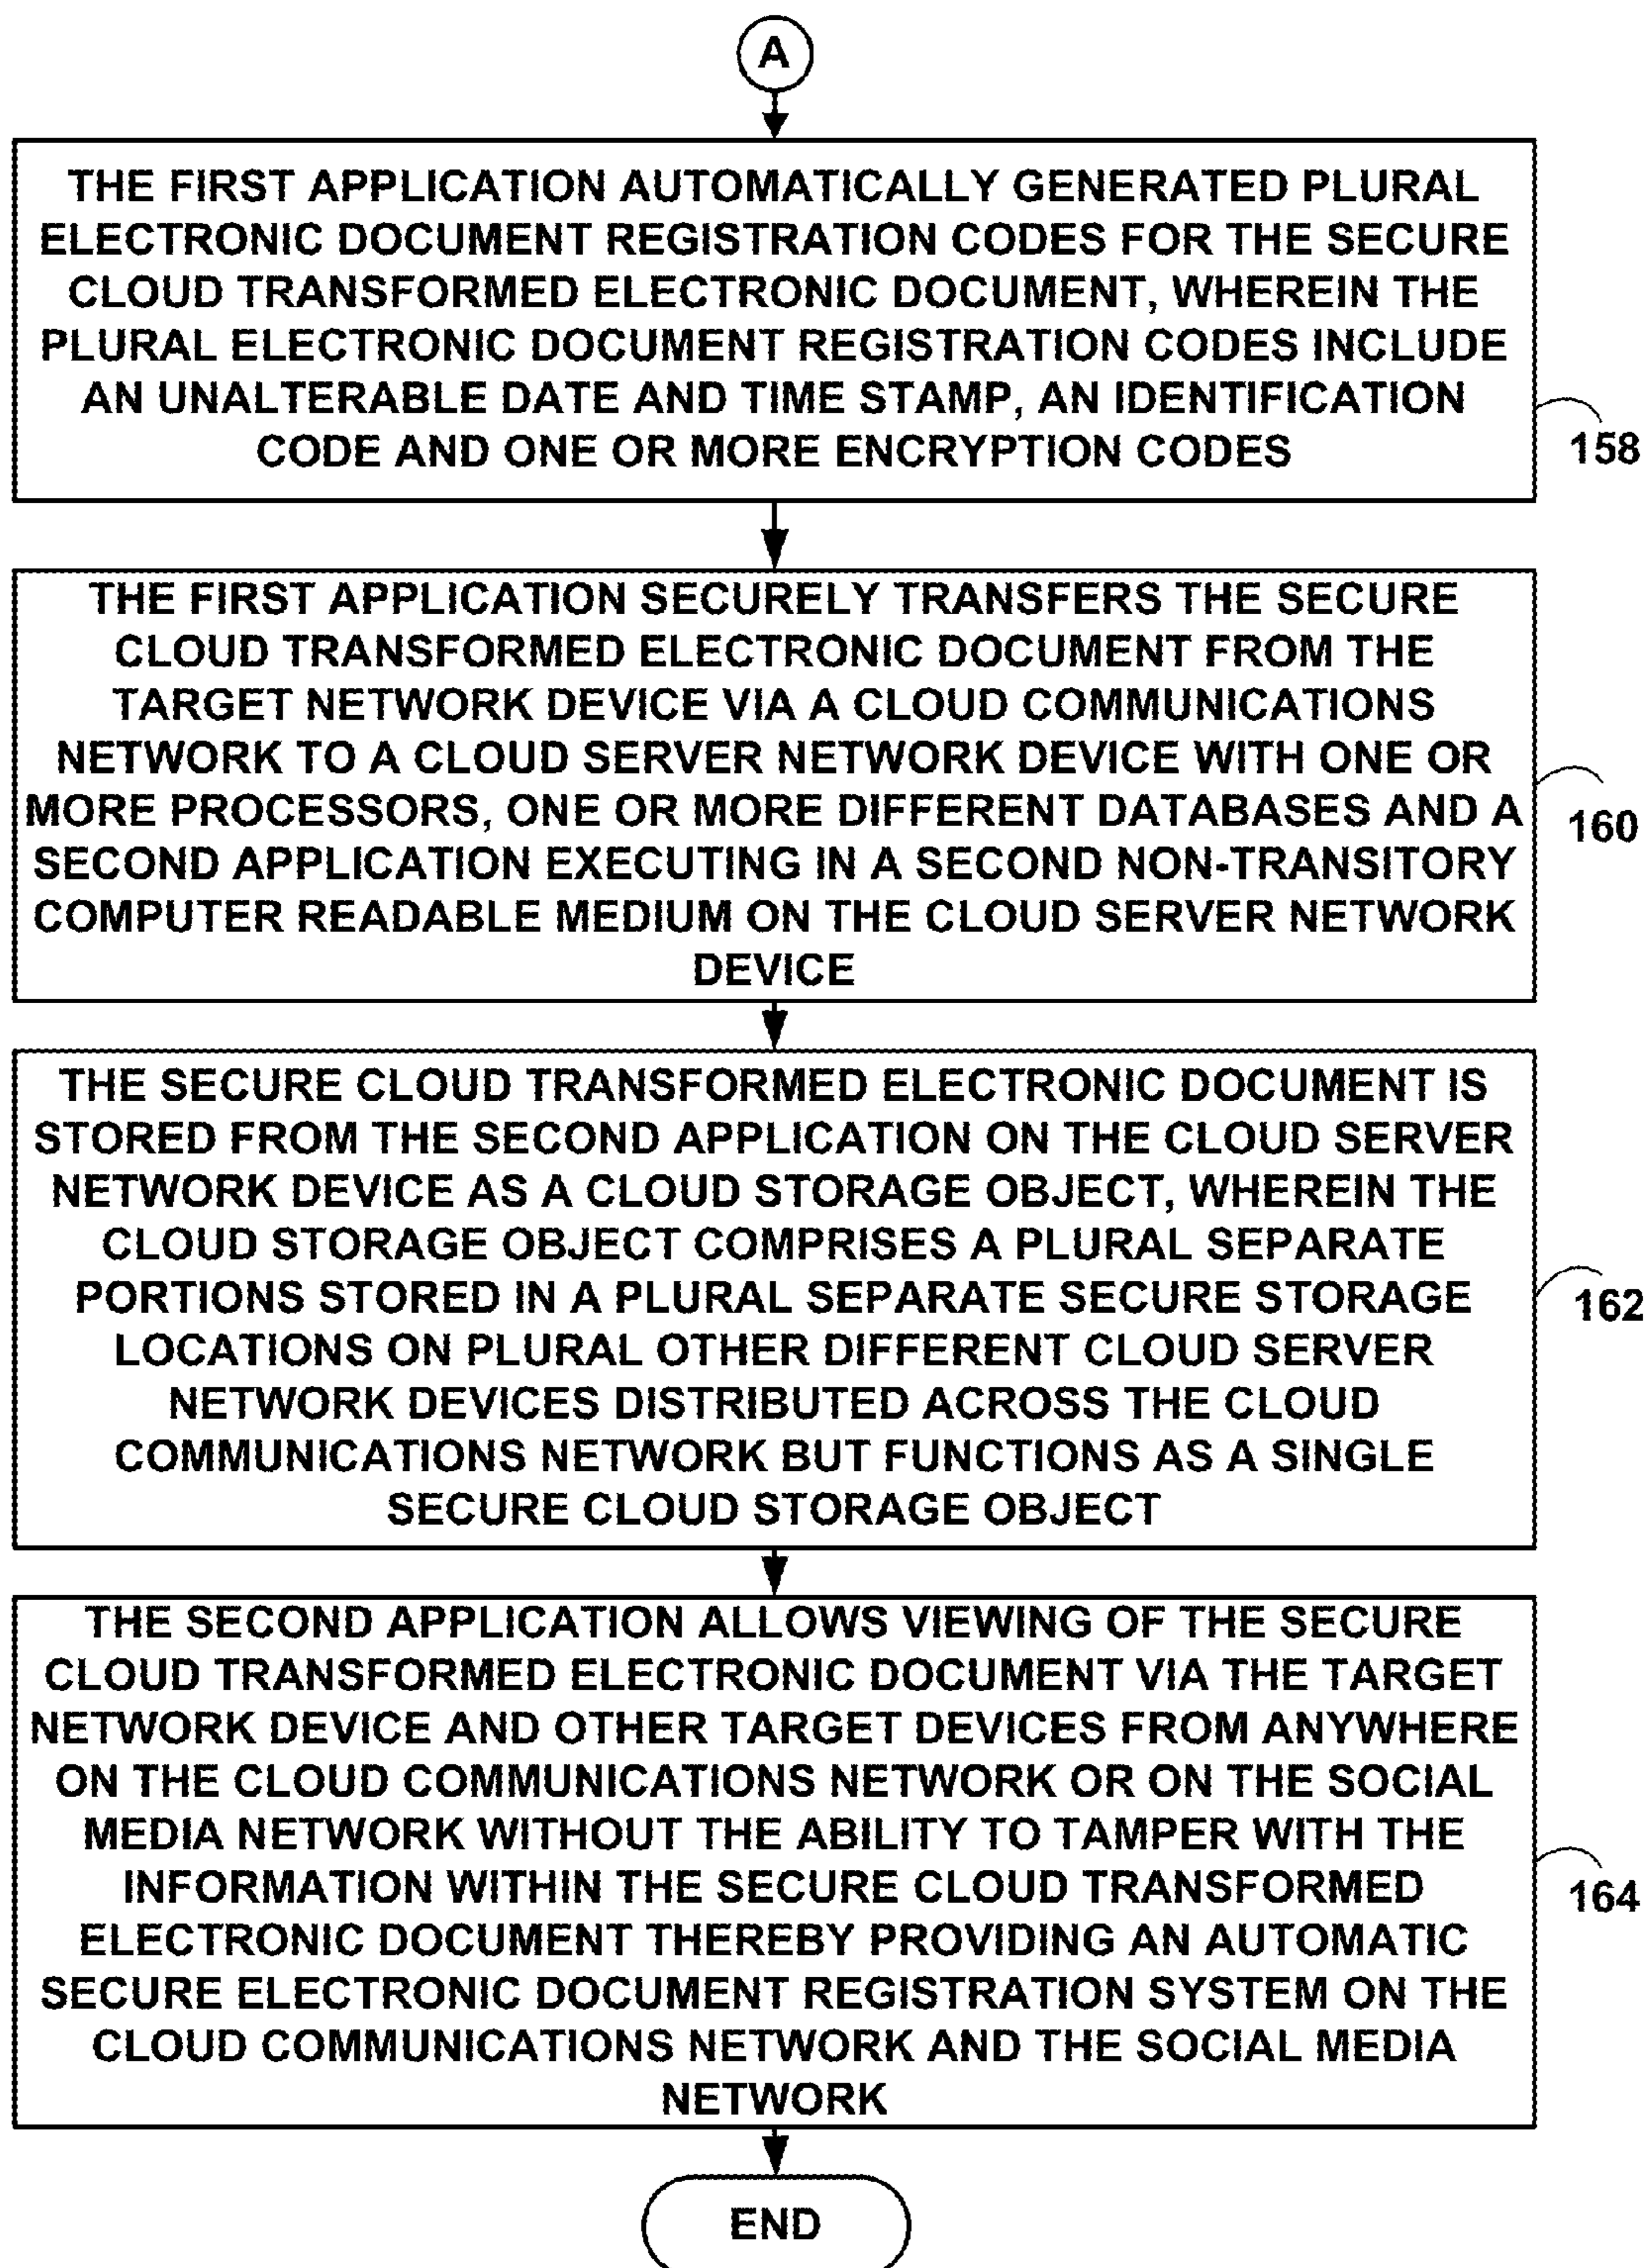 A
THE FIRST APPLICATION AUTOMATICALLY GENERATED PLURAL
ELECTRONIC DOCUMENT REGISTRATION CODES FOR THE SECURE
CLOUD TRANSFORMED ELECTRONIC DOCUMENT, WHEREIN THE
PLURAL ELECTRONIC DOCUMENT REGISTRATION CODES INCLUDE
AN UNALTERABLE DATE AND TIME STAMP, AN IDENTIFICATION
CODE AND ONE OR MORE ENCRYPTION CODES
158
THE FIRST APPLICATION SECURELY TRANSFERS THE SECURE
CLOUD TRANSFORMED ELECTRONIC DOCUMENT FROM THE
TARGET NETWORK DEVICE VIA A CLOUD COMMUNICATIONS
NETWORK TO A CLOUD SERVER NETWORK DEVICE WITH ONE OR
MORE PROCESSORS, ONE OR MORE DIFFERENT DATABASES AND A
SECOND APPLICATION EXECUTING IN A SECOND NON-TRANSITORY
COMPUTER READABLE MEDIUM ON THE CLOUD SERVER NETWORK
DEVICE
160
THE SECURE CLOUD TRANSFORMED ELECTRONIC DOCUMENT IS
STORED FROM THE SECOND APPLICATION ON THE CLOUD SERVER
NETWORK DEVICE AS A CLOUD STORAGE OBJECT, WHEREIN THE
CLOUD STORAGE OBJECT COMPRISES A PLURAL SEPARATE
PORTIONS STORED IN A PLURAL SEPARATE SECURE STORAGE
LOCATIONS ON PLURAL OTHER DIFFERENT CLOUD SERVER
NETWORK DEVICES DISTRIBUTED ACROSS THE CLOUD
COMMUNICATIONS NETWORK BUT FUNCTIONS AS A SINGLE
SECURE CLOUD STORAGE OBJECT
162
THE SECOND APPLICATION ALLOWS VIEWING OF THE SECURE
CLOUD TRANSFORMED ELECTRONIC DOCUMENT VIA THE TARGET
NETWORK DEVICE AND OTHER TARGET DEVICES FROM ANYWHERE
ON THE CLOUD COMMUNICATIONS NETWORK OR ON THE SOCIAL
MEDIA NETWORK WITHOUT THE ABILITY TO TAMPER WITH THE
INFORMATION WITHIN THE SECURE CLOUD TRANSFORMED
ELECTRONIC DOCUMENT THEREBY PROVIDING AN AUTOMATIC
SECURE ELECTRONIC DOCUMENT REGISTRATION SYSTEM ON THE
CLOUD COMMUNICATIONS NETWORK AND THE SOCIAL MEDIA
NETWORK
164
END